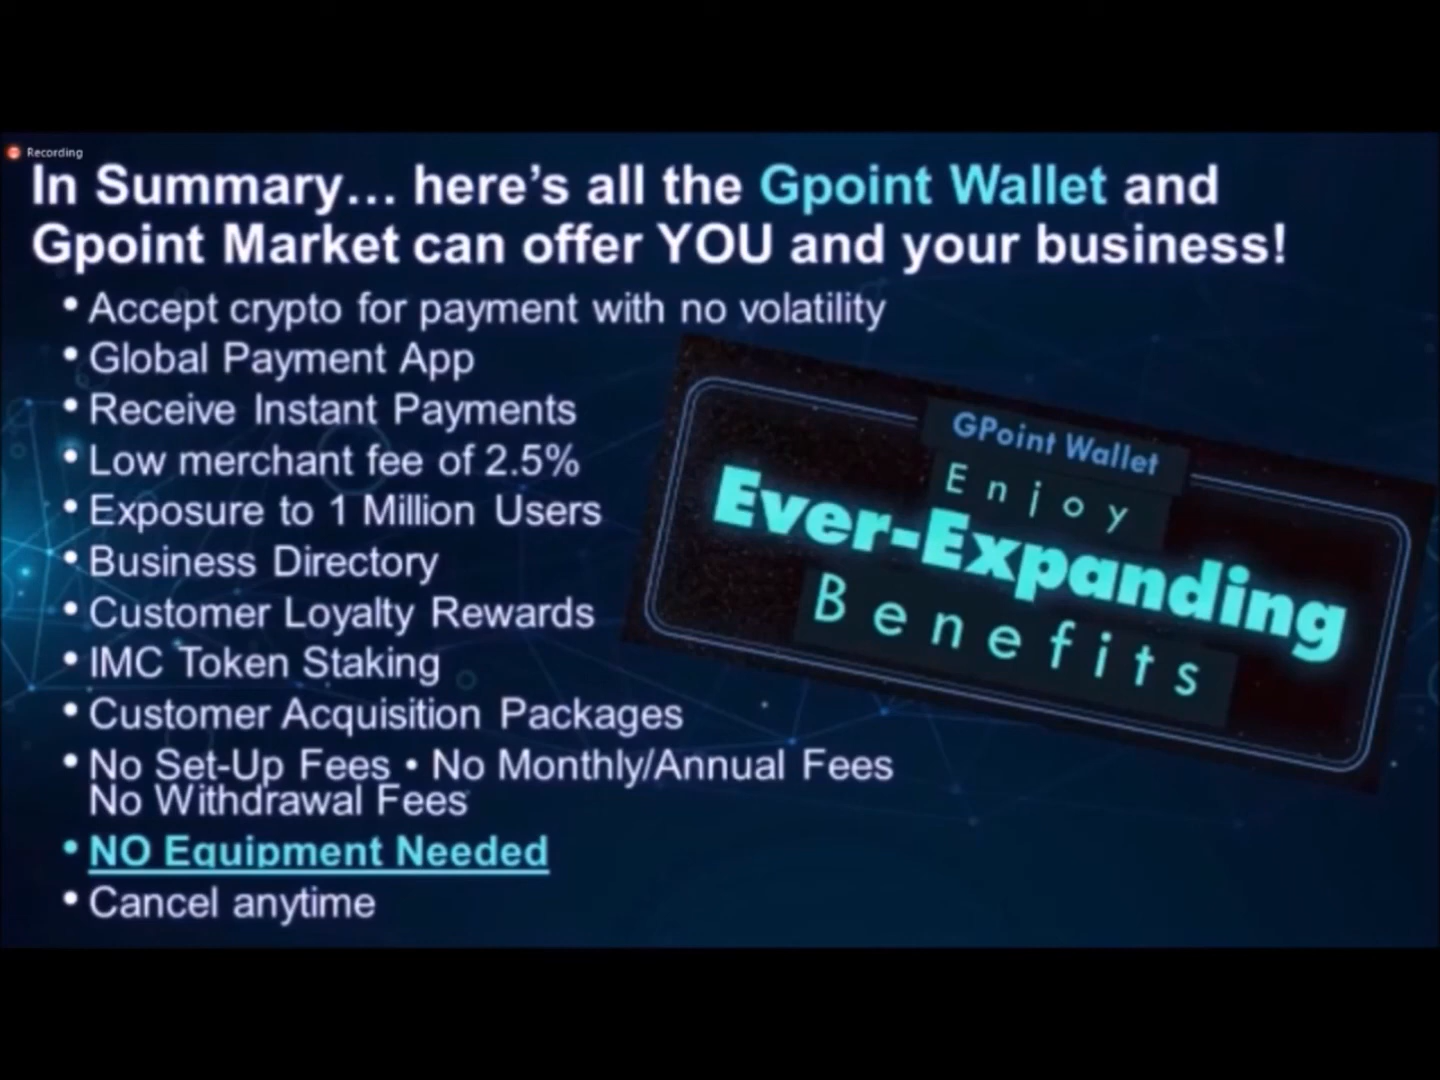 Recording
In Summary... here's all the Gpoint Wallet and
Gpoint Market can offer YOU and your business!
• Accept crypto for payment with no volatility
• Global Payment App
• Receive Instant Payments
• Low merchant fee of 2.5%
• Exposure to 1 Million Users
• Business Directory
• Customer Loyalty Rewards
• IMC Token Staking
• Customer Acquisition Packages
• No Set-Up Fees • No Monthly/Annual Fees
No Withdrawal Fees
• NO Equipment Needed
• Cancel anytime
GPoint Wallet
Enjoy
Ever-Expanding
Benefits